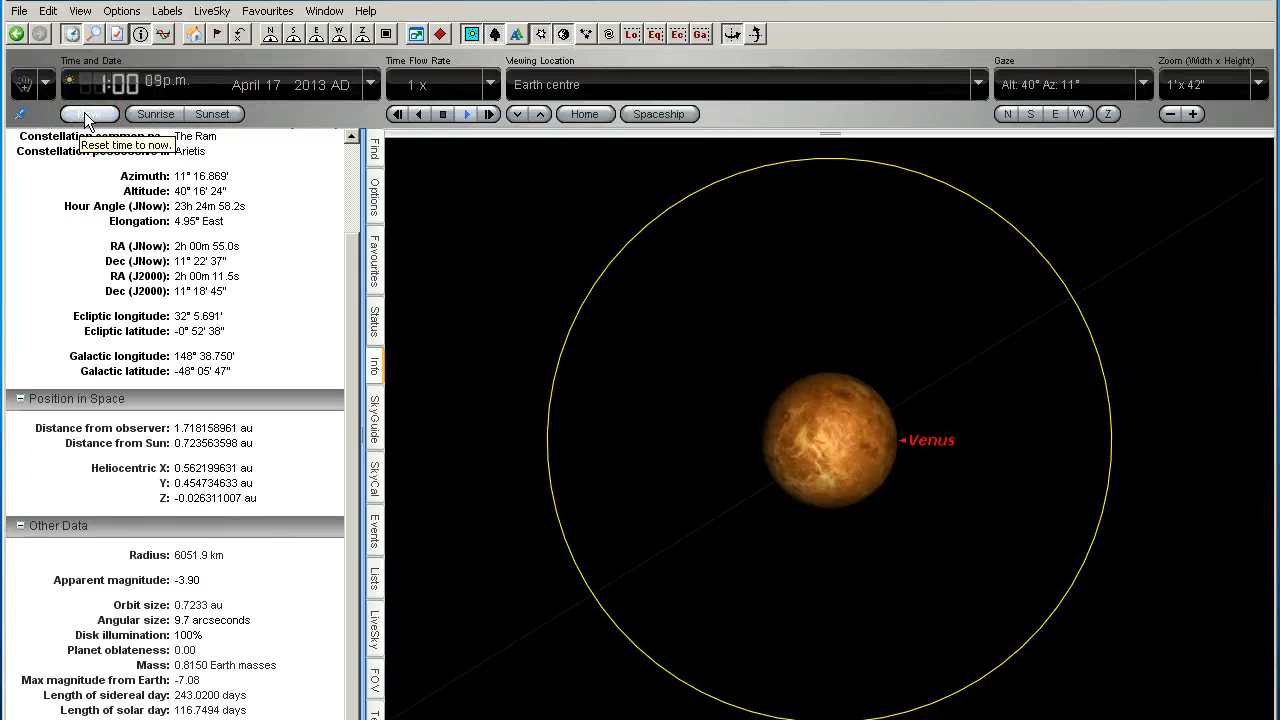 File Edit View Options Labels LiveSky Favourites Window Help
N S E W Z Lo Eq Ec Ga
Time and Date Time Flow Rate Viewing Location Gaze Zoom (Width x Height)
1:00 09p.m. April 17 2013 AD 1 x Earth centre Alt: 40° Az: 11° 1°x 42"
Sunrise Sunset Home Spaceship N S E W Z
Reset time to now.
The Ram
Arietis
Azimuth: 11° 16.869'
Altitude: 40° 16' 24"
Hour Angle (JNow): 23h 24m 58.2s
Elongation: 4.95° East
RA (JNow): 2h 00m 55.0s
Dec (JNow): 11° 22' 37"
RA (J2000): 2h 00m 11.5s
Dec (J2000): 11° 18' 45"
Ecliptic longitude: 32° 5.691'
Ecliptic latitude: -0° 52' 38"
Galactic longitude: 148° 38.750'
Galactic latitude: -48° 05' 47"
Position in Space
Distance from observer: 1.718158961 au
Distance from Sun: 0.723563598 au
Heliocentric X: 0.562199631 au
Y: 0.454734633 au
Z: -0.026311007 au
Other Data
Radius: 6051.9 km
Apparent magnitude: -3.90
Orbit size: 0.7233 au
Angular size: 9.7 arcseconds
Disk illumination: 100%
Planet oblateness: 0.00
Mass: 0.8150 Earth masses
Max magnitude from Earth: -7.08
Length of sidereal day: 243.0200 days
Length of solar day: 116.7494 days
Find
Options
Favourites
Status
Info
SkyGuide
SkyCal
Events
Lists
LiveSky
FOV
Venus